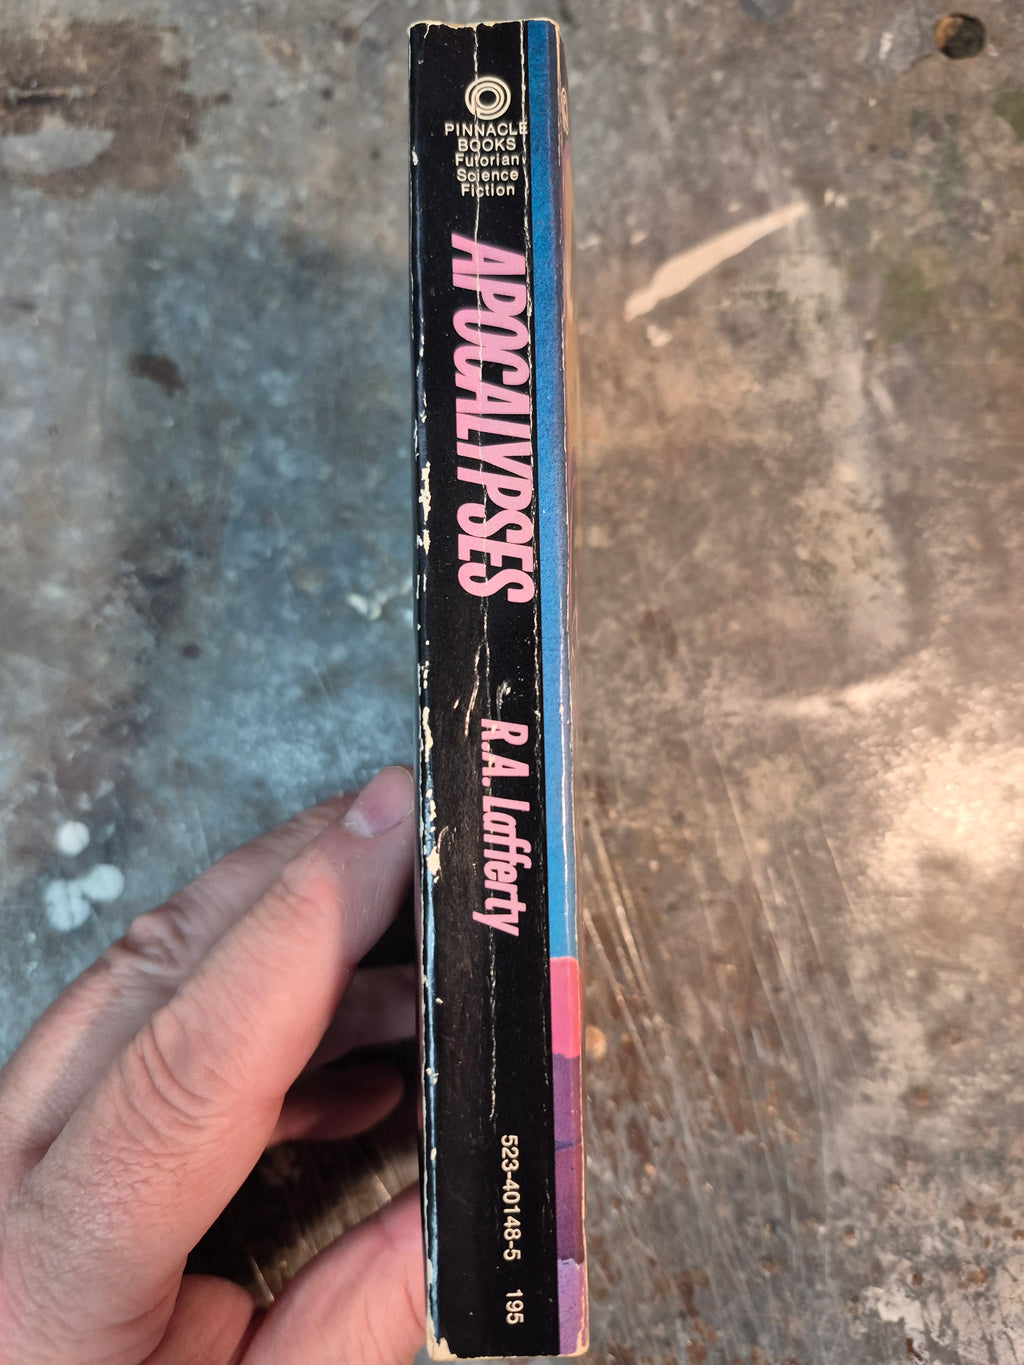 PINNACLE
BOOKS
Futorian
Science
Fiction
APOCALYPSES
R.A. Lafferty
523-40148-5 195